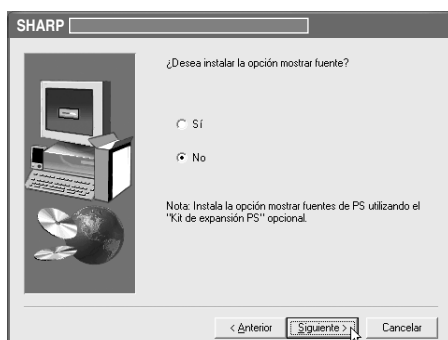 SHARP
¿Desea instalar la opción mostrar fuente?
Sí
No
Nota: Instala la opción mostrar fuentes de PS utilizando el
"Kit de expansión PS" opcional.
< Anterior Siguiente > Cancelar